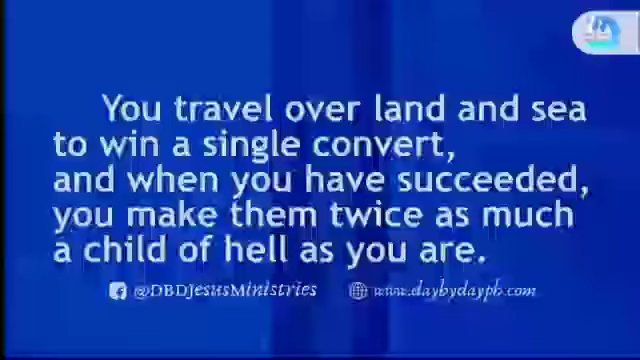 You travel over land and sea
to win a single convert,
and when you have succeeded,
you make them twice as much
a child of hell as you are.
@DBDJesusMinistries www.daybydayph.com